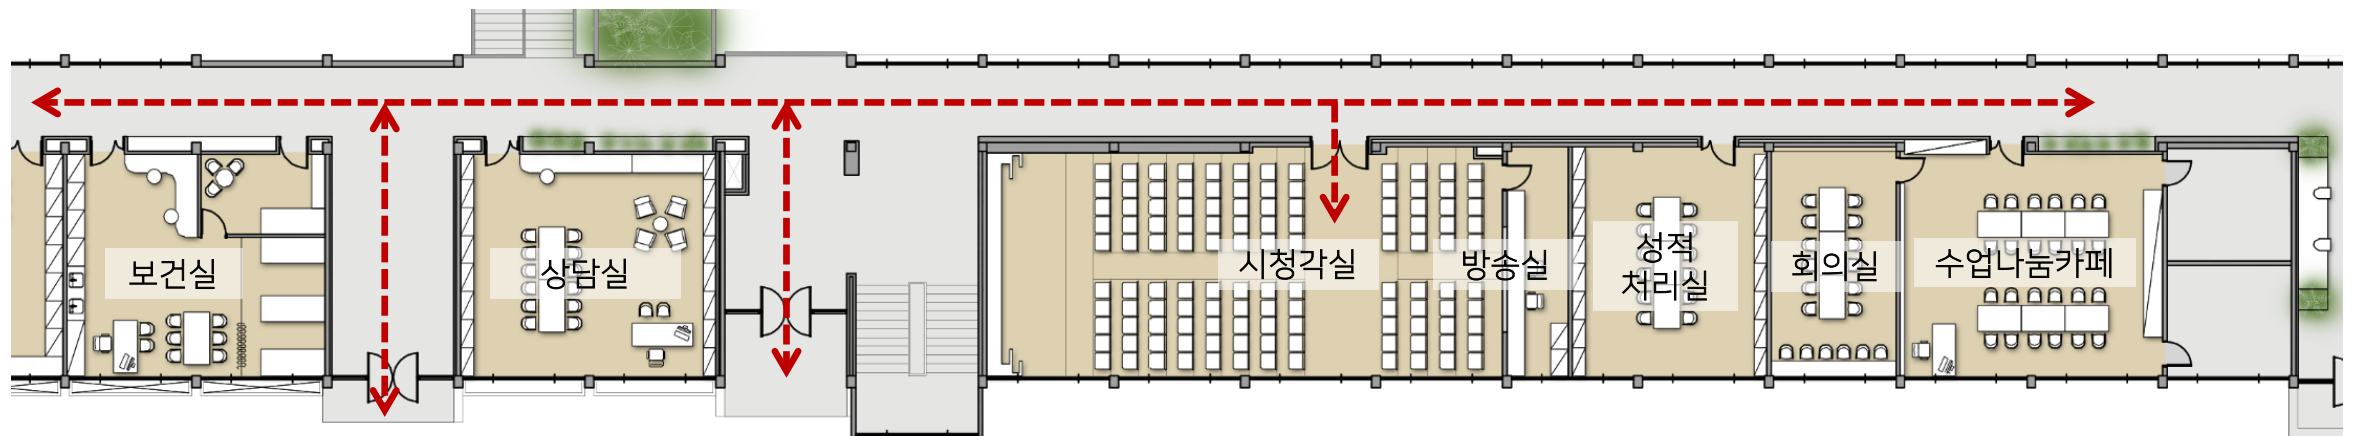 보건실
상담실
시청각실
방송실
성적
처리실
회의실
수업나눔카페